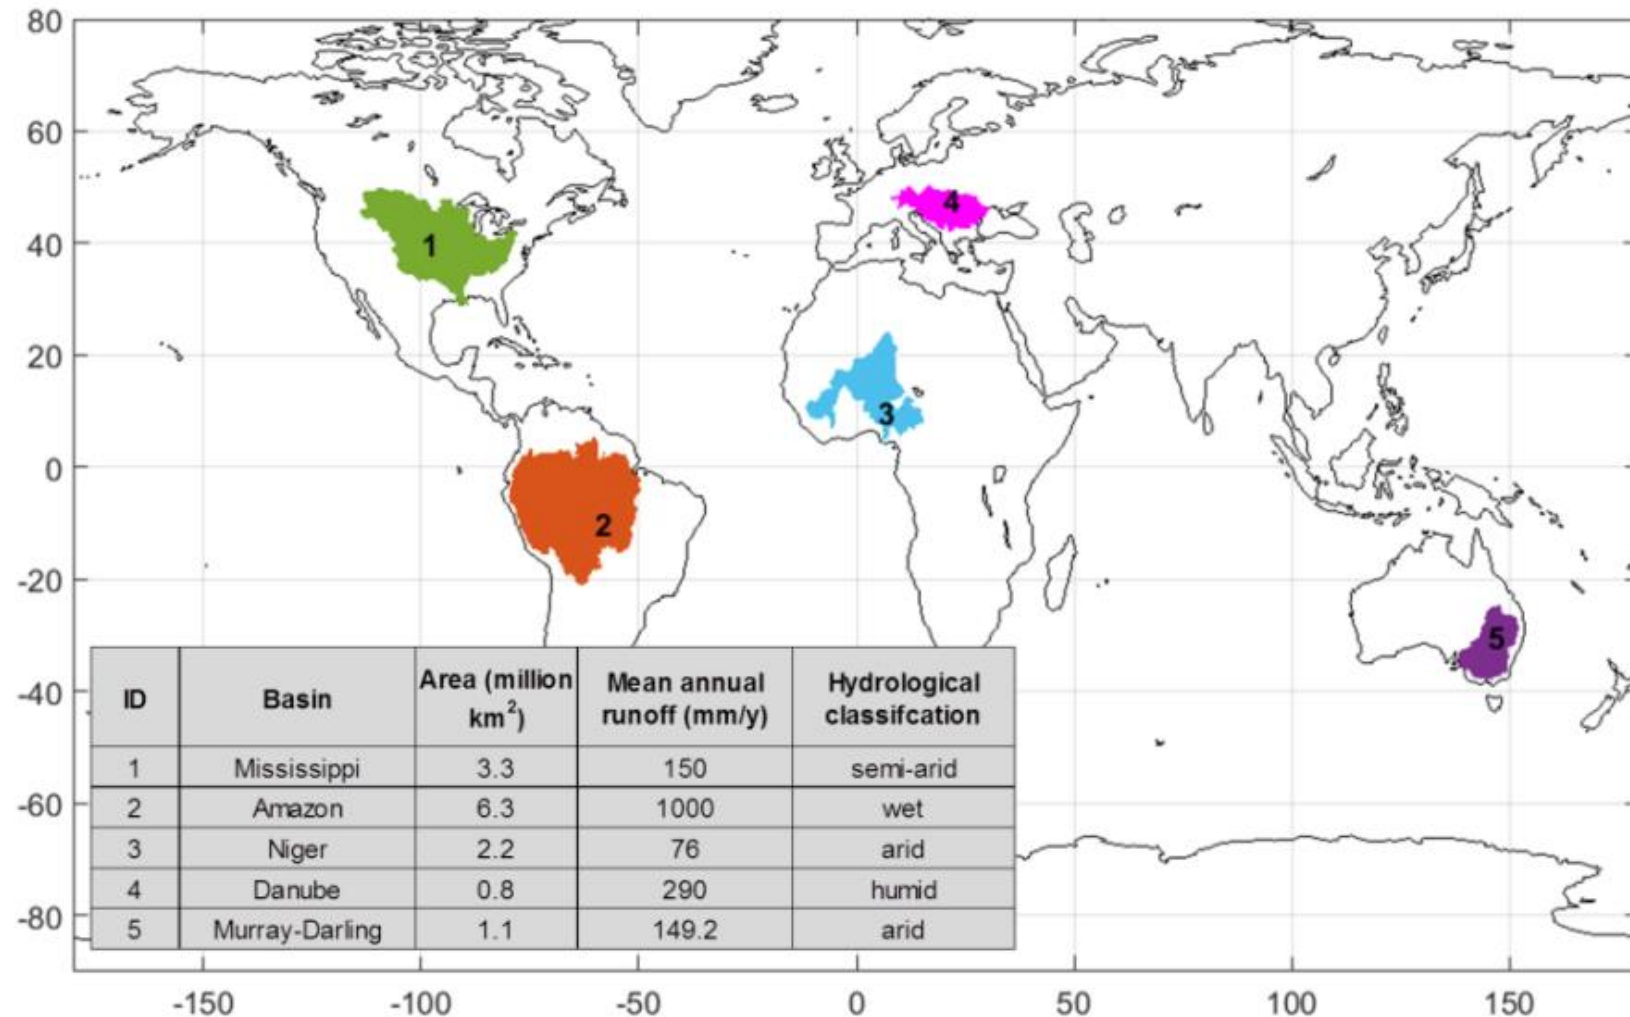 80
60
40
20
0
-20
-40
-60
-80
1
2
3
4
5
ID Basin Area (million km2) Mean annual runoff (mm/y) Hydrological classifcation
1 Mississippi 3.3 150 semi-arid
2 Amazon 6.3 1000 wet
3 Niger 2.2 76 arid
4 Danube 0.8 290 humid
5 Murray-Darling 1.1 149.2 arid
-150 -100 -50 0 50 100 150